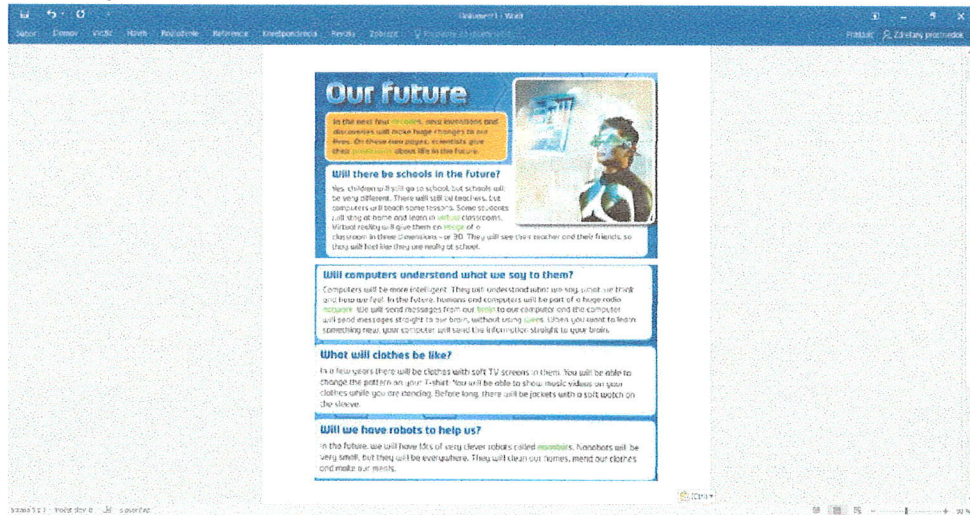 Dokument1 - Word
Súbor Domov Vložiť Návrh Rozloženie Referencie Korešpondencia Revízia Zobraziť
Zdieľaný prostriedok
Our future
In the next few decades, new inventions and
discoveries will make huge changes to our
lives. On these two pages, scientists give
their predictions about life in the future.
Will there be schools in the future?
Yes, children will still go to school, but schools will
be very different. There will still be teachers, but
computers will teach some lessons. Some students
will stay at home and learn in virtual classrooms.
Virtual reality will give them an image of a
classroom in three dimensions - or 3D. They will see their teacher and their friends, so
they will feel like they are really at school.
Will computers understand what we say to them?
Computers will be more intelligent. They will understand what we say, what we think
and how we feel. In the future, humans and computers will be part of a huge radio
network. We will send messages from our brain to our computer and the computer
will send messages straight to our brain, without using wires. When you want to learn
something new, your computer will send the information straight to your brain.
What will clothes be like?
In a few years there will be clothes with soft TV screens in them. You will be able to
change the pattern on your T-shirt. You will be able to show music videos on your
clothes while you are dancing. Before long, there will be jackets with a soft watch on
the sleeve.
Will we have robots to help us?
In the future, we will have lots of very clever robots called nanobots. Nanobots will be
very small, but they will be everywhere. They will clean our homes, mend our clothes
and make our meals.
(Ctrl)